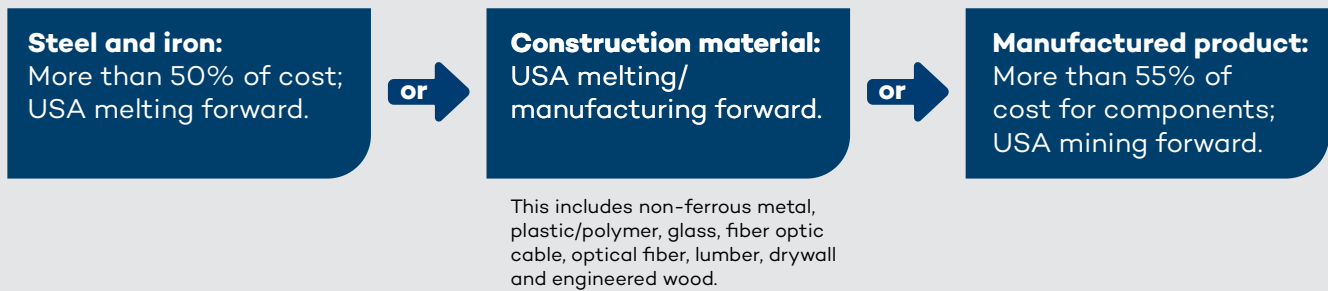 Steel and iron:
More than 50% of cost;
USA melting forward.
or
Construction material:
USA melting/
manufacturing forward.
This includes non-ferrous metal,
plastic/polymer, glass, fiber optic
cable, optical fiber, lumber, drywall
and engineered wood.
or
Manufactured product:
More than 55% of
cost for components;
USA mining forward.